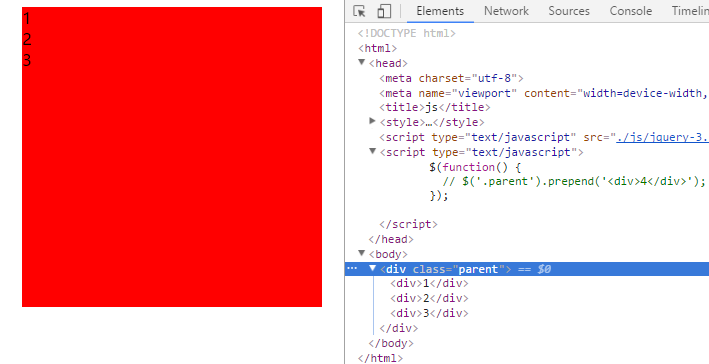 1
2
3
Elements Network Sources Console Timelin
<!DOCTYPE html>
<html>
<head>
<meta charset="utf-8">
<meta name="viewport" content="width=device-width,
<title>js</title>
<style>…</style>
<script type="text/javascript" src="./js/jquery-3.
<script type="text/javascript">
$(function() {
// $('.parent').prepend('<div>4</div>');
});
</script>
</head>
<body>
<div class="parent"> == $0
<div>1</div>
<div>2</div>
<div>3</div>
</div>
</body>
</html>